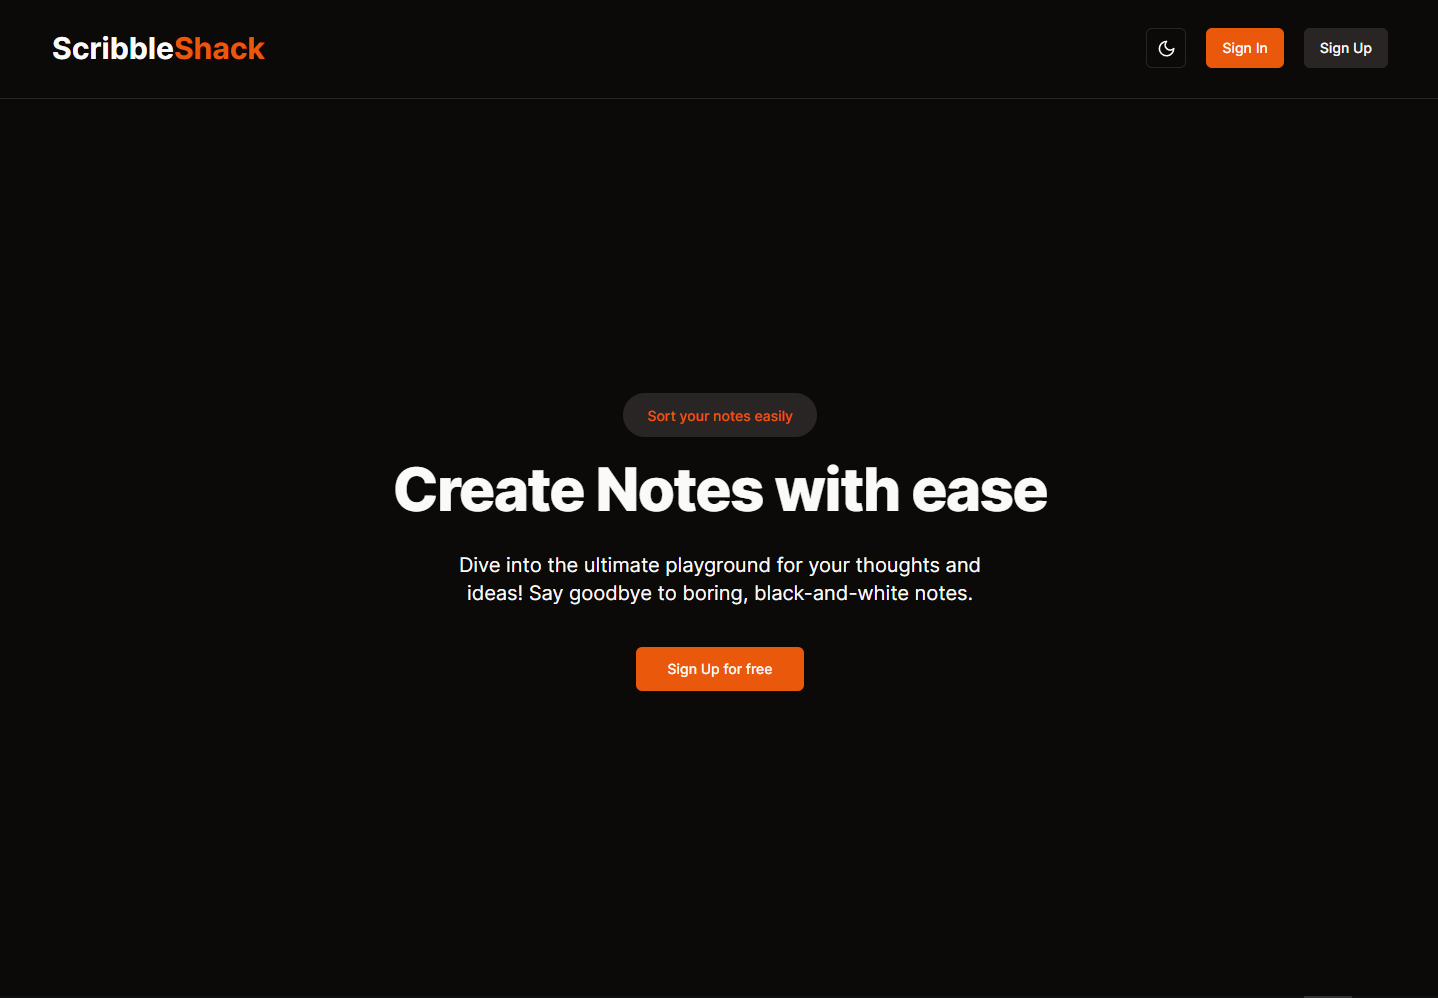 ScribbleShack
Sign In
Sign Up
Sort your notes easily
Create Notes with ease
Dive into the ultimate playground for your thoughts and
ideas! Say goodbye to boring, black-and-white notes.
Sign Up for free